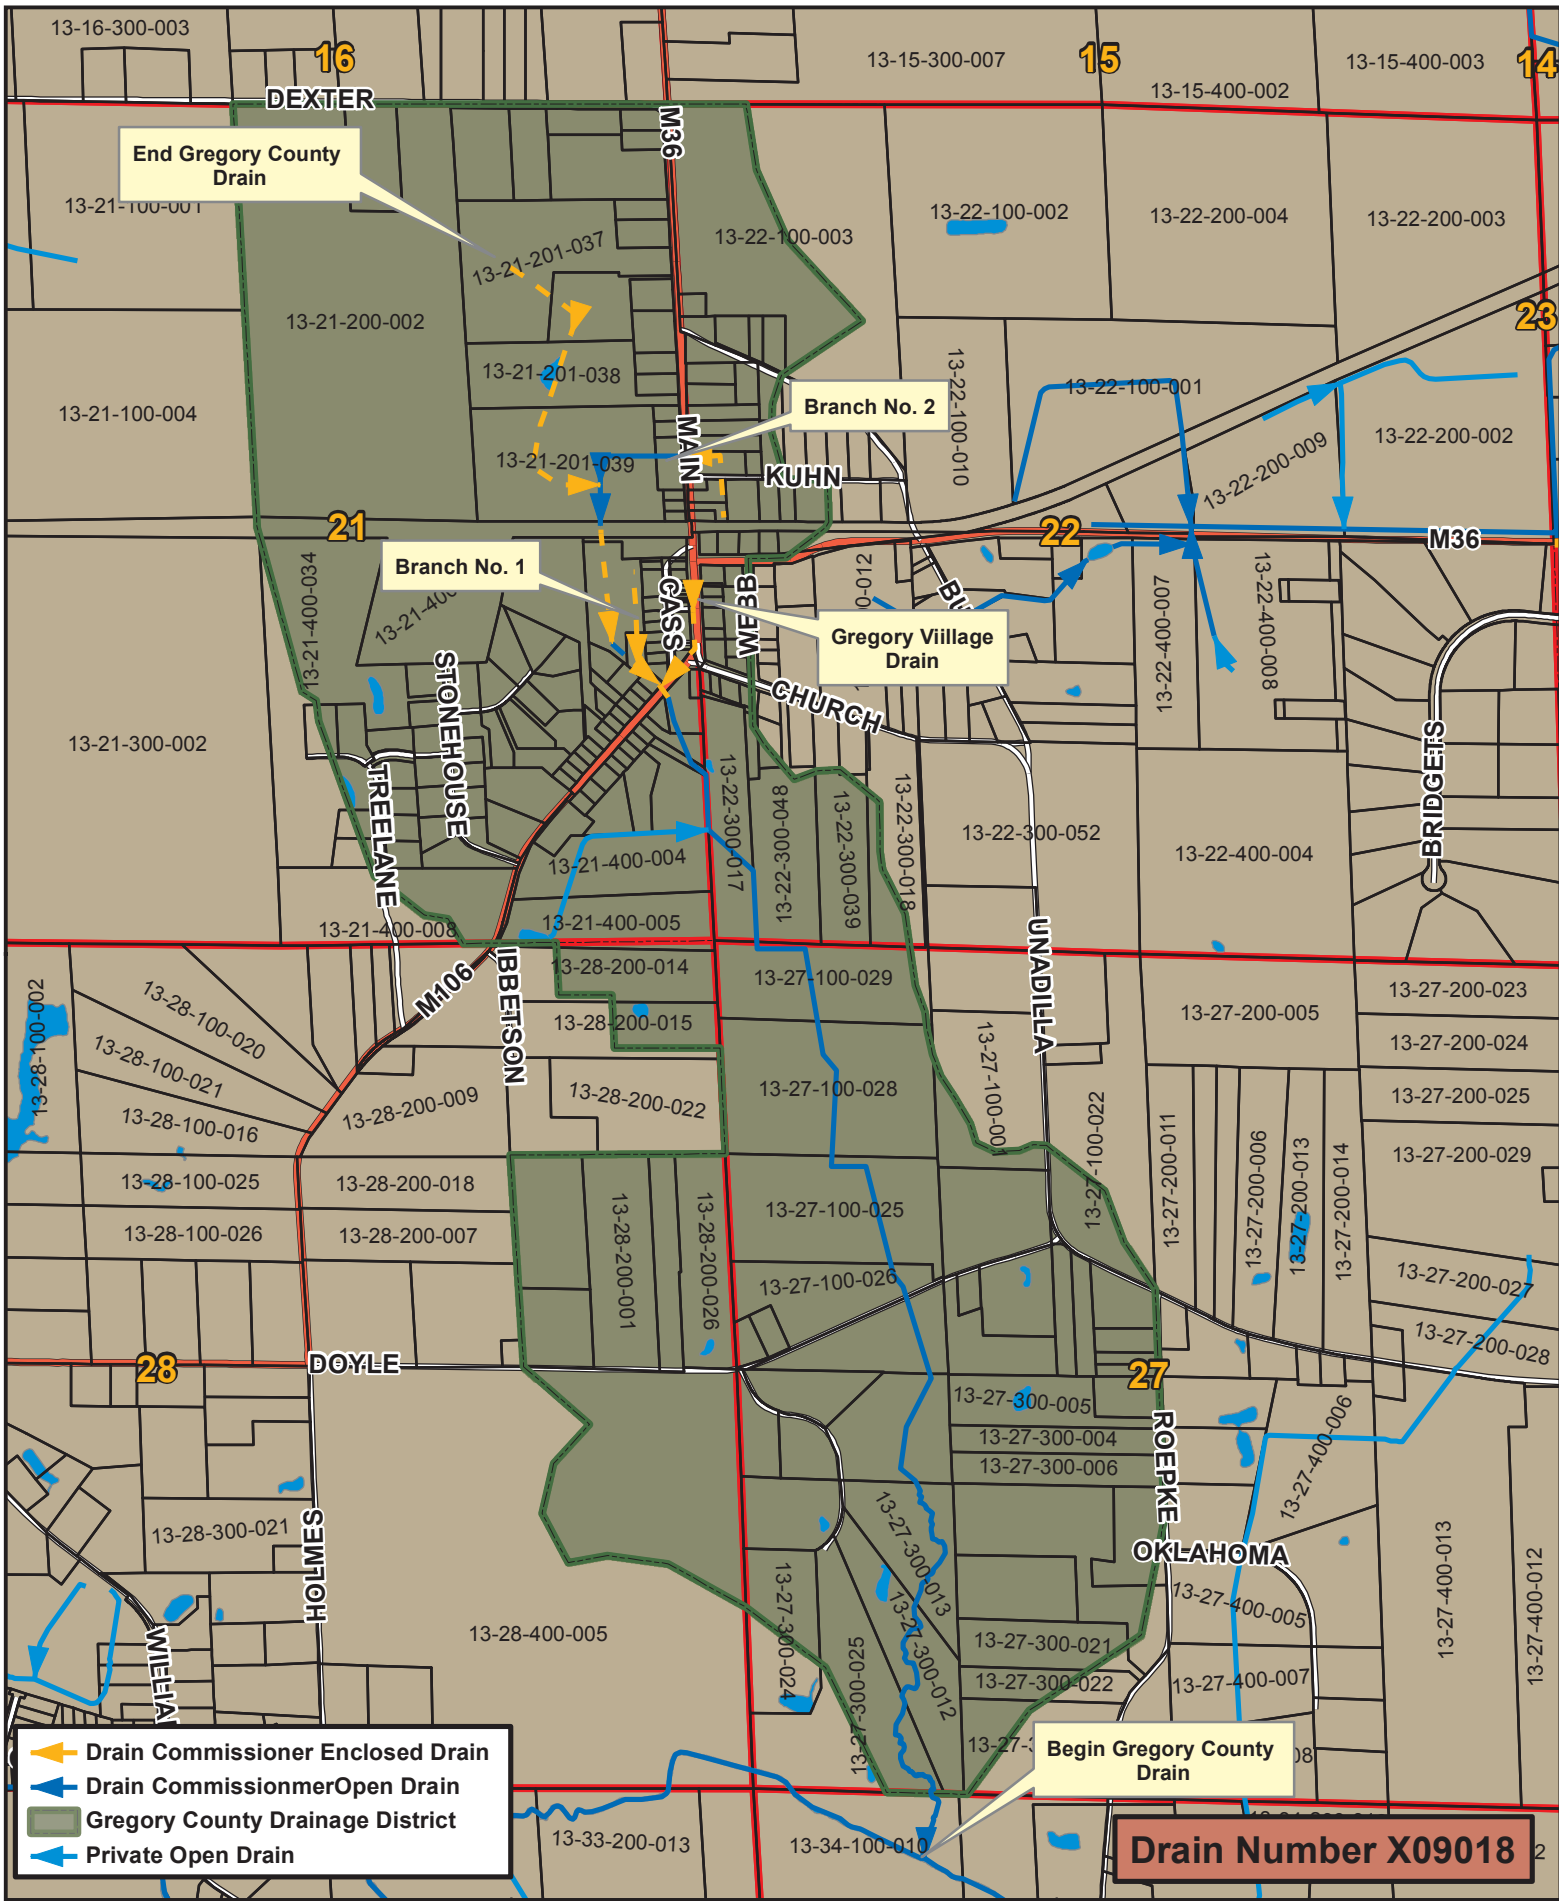 13-16-300-003
16
13-15-300-007
15
13-15-400-003
14
13-15-400-002
DEXTER
M36
End Gregory County
Drain
13-21-100-001
13-22-100-002
13-22-200-004
13-22-200-003
13-22-100-003
13-21-201-037
13-21-200-002
23
13-21-201-038
13-22-100-010
13-22-100-001
13-21-100-004
Branch No. 2
MAIN
13-22-200-002
13-21-201-039
KUHN
13-22-200-009
21
22
M36
13-21-400-034
Branch No. 1
CASS
WEBB
13-22-400-007
13-22-400-008
Gregory Viillage
Drain
STONEHOUSE
CHURCH
13-21-300-002
TREELANE
BRIDGETS
13-22-300-017
13-22-300-048
13-22-300-039
13-22-300-018
13-22-300-052
13-22-400-004
13-21-400-004
13-21-400-005
13-21-400-008
UNADILLA
M106
IBBETSON
13-28-200-014
13-27-100-029
13-28-100-002
13-28-100-020
13-27-200-005
13-27-200-023
13-28-200-015
13-27-200-024
13-28-100-021
13-27-100-001
13-27-100-028
13-28-200-009
13-28-200-022
13-27-200-025
13-28-100-016
13-27-100-022
13-27-200-011
13-27-200-006
13-27-200-013
13-27-200-014
13-27-200-029
13-28-100-025
13-28-200-018
13-28-200-001
13-28-200-026
13-27-100-025
13-28-100-026
13-28-200-007
13-27-100-026
13-27-200-027
13-27-200-028
28
DOYLE
27
13-27-300-005
13-27-300-004
13-27-300-006
ROEPKE
13-27-400-006
13-28-300-021
HOLMES
13-27-300-013
OKLAHOMA
13-27-400-013
13-27-400-012
13-27-300-024
13-27-400-005
13-28-400-005
13-27-300-025
13-27-300-012
13-27-300-021
13-27-300-022
13-27-400-007
Begin Gregory County
Drain
Drain Commissioner Enclosed Drain
Drain CommissionmerOpen Drain
Gregory County Drainage District
Private Open Drain
13-33-200-013
13-34-100-010
Drain Number X09018